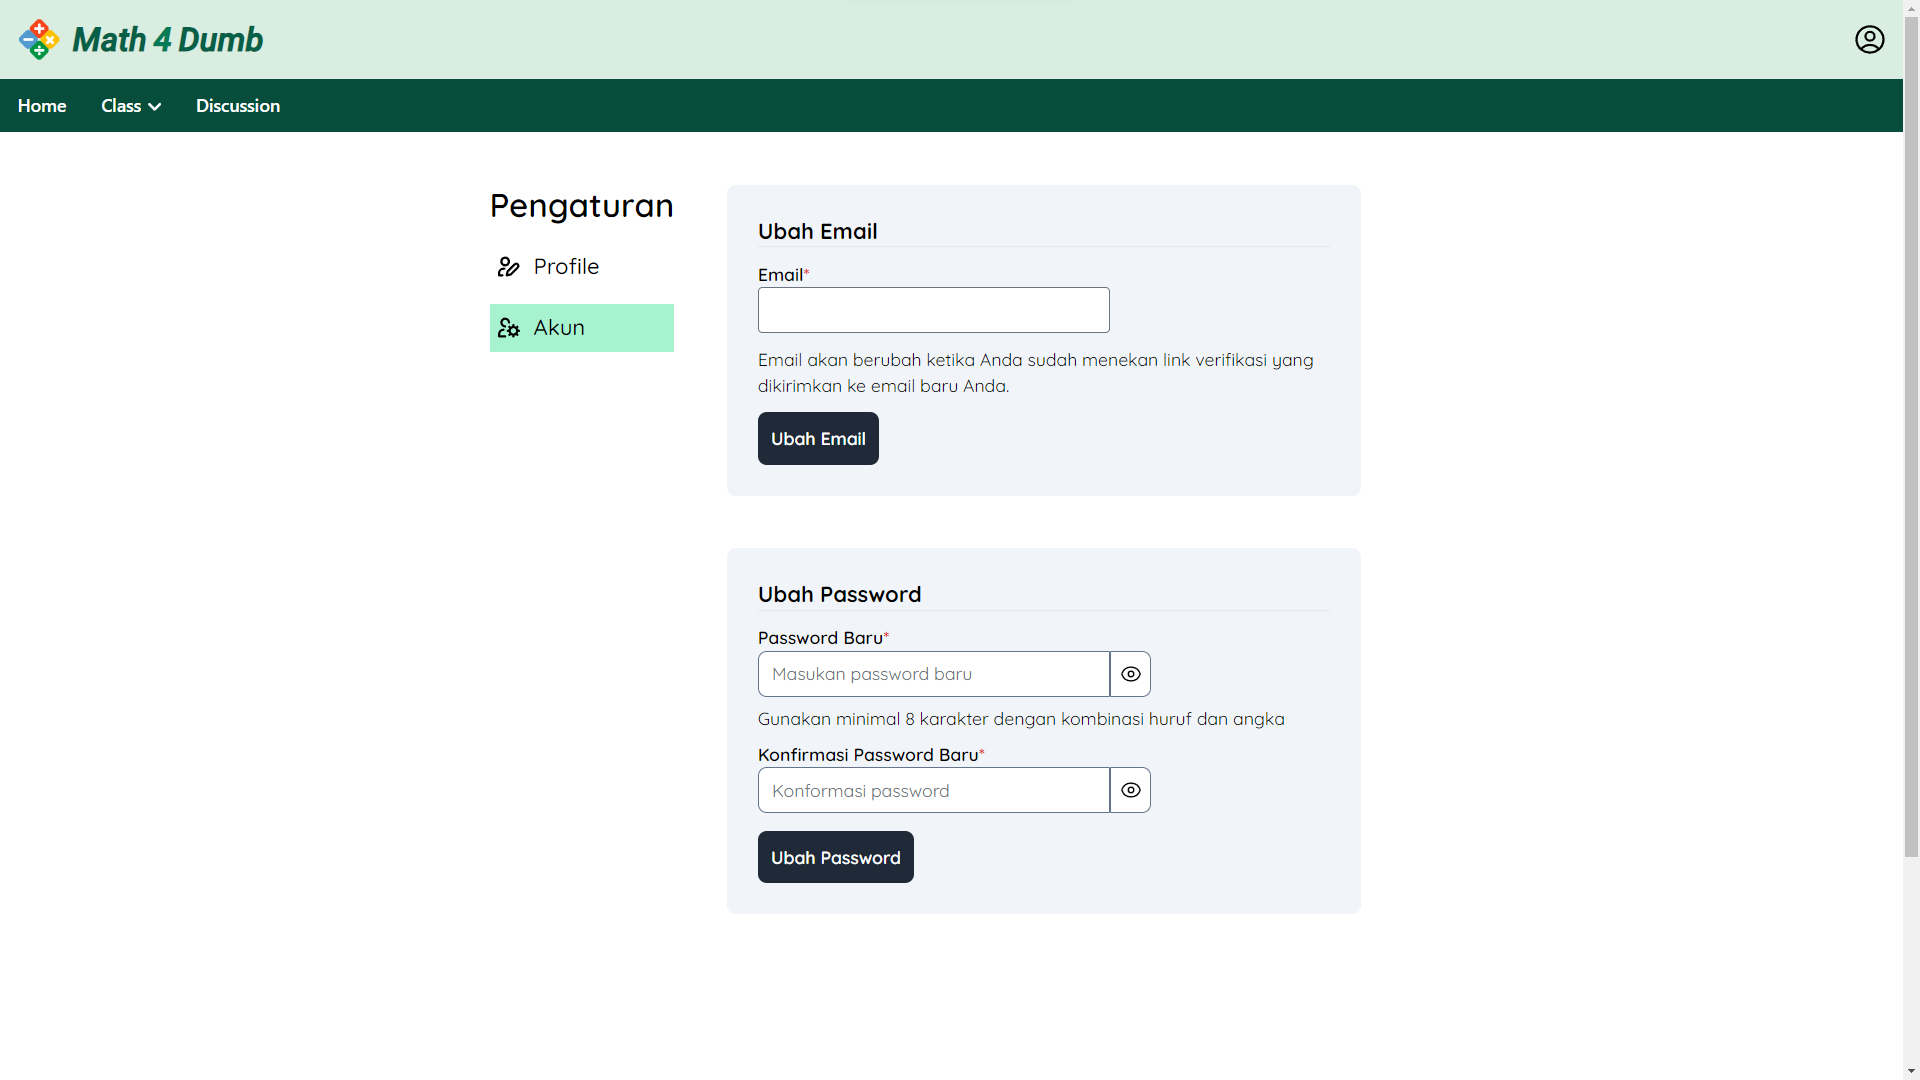 Math 4 Dumb
Home Class Discussion
Pengaturan
Profile
Akun
Ubah Email
Email*
Email akan berubah ketika Anda sudah menekan link verifikasi yang
dikirimkan ke email baru Anda.
Ubah Email
Ubah Password
Password Baru*
Masukan password baru
Gunakan minimal 8 karakter dengan kombinasi huruf dan angka
Konfirmasi Password Baru*
Konformasi password
Ubah Password